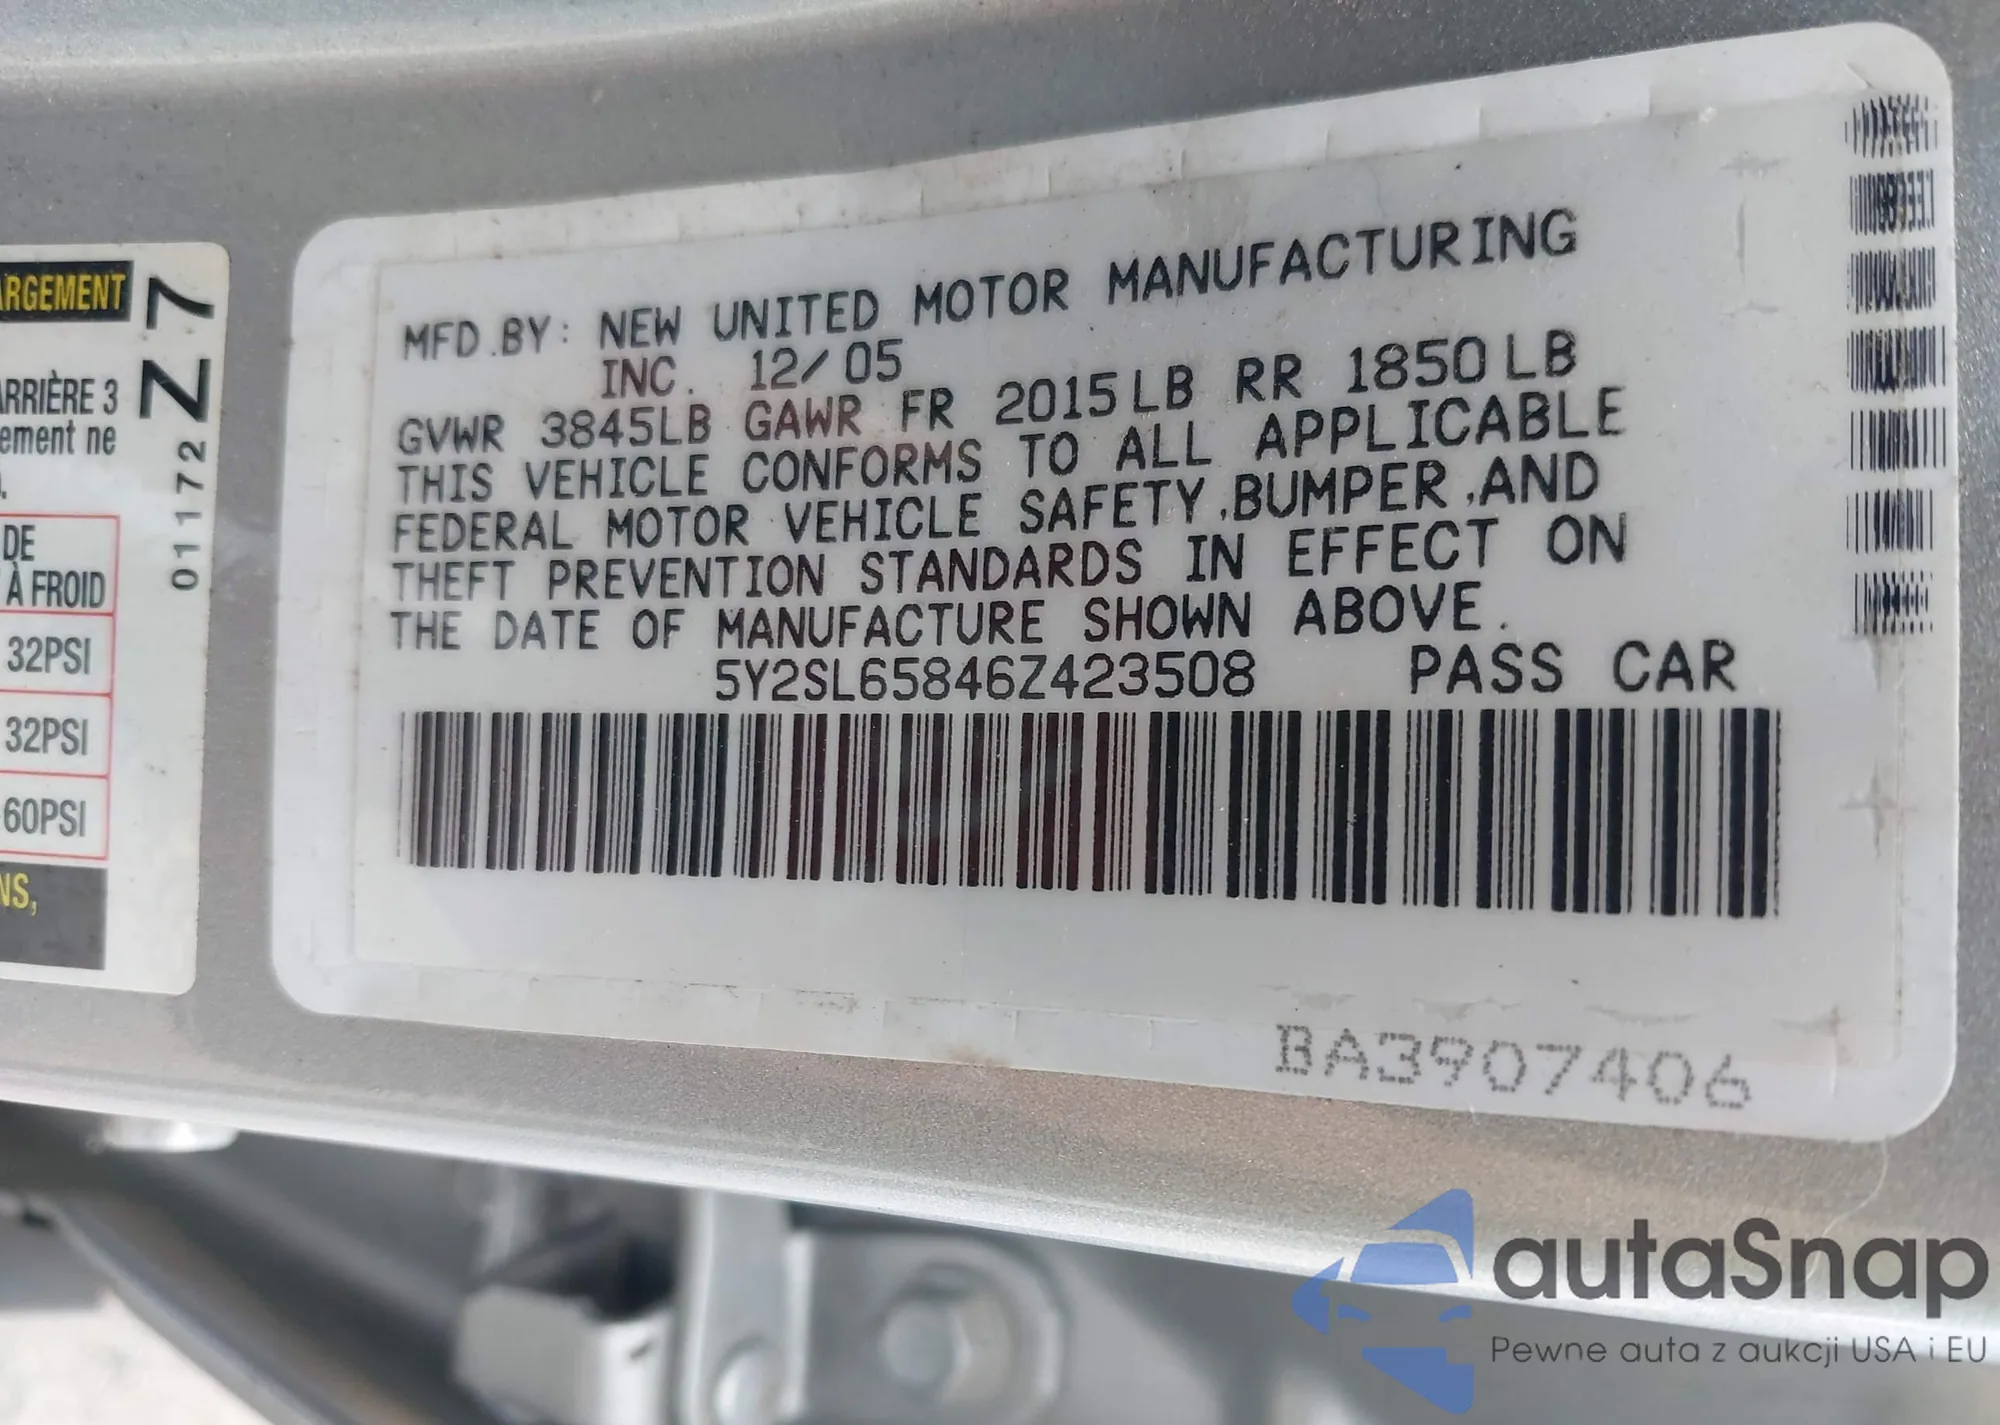 ARGEMENT
ARRIÈRE 3
ement ne
DE
À FROID
32PSI
32PSI
60PSI
NS,
Z7
01172
MFD.BY: NEW UNITED MOTOR MANUFACTURING
INC. 12/05
GVWR 3845LB GAWR FR 2015LB RR 1850LB
THIS VEHICLE CONFORMS TO ALL APPLICABLE
FEDERAL MOTOR VEHICLE SAFETY,BUMPER,AND
THEFT PREVENTION STANDARDS IN EFFECT ON
THE DATE OF MANUFACTURE SHOWN ABOVE.
5Y2SL65846Z423508 PASS CAR
BA3907406
autaSnap
Pewne auta z aukcji USA i EU